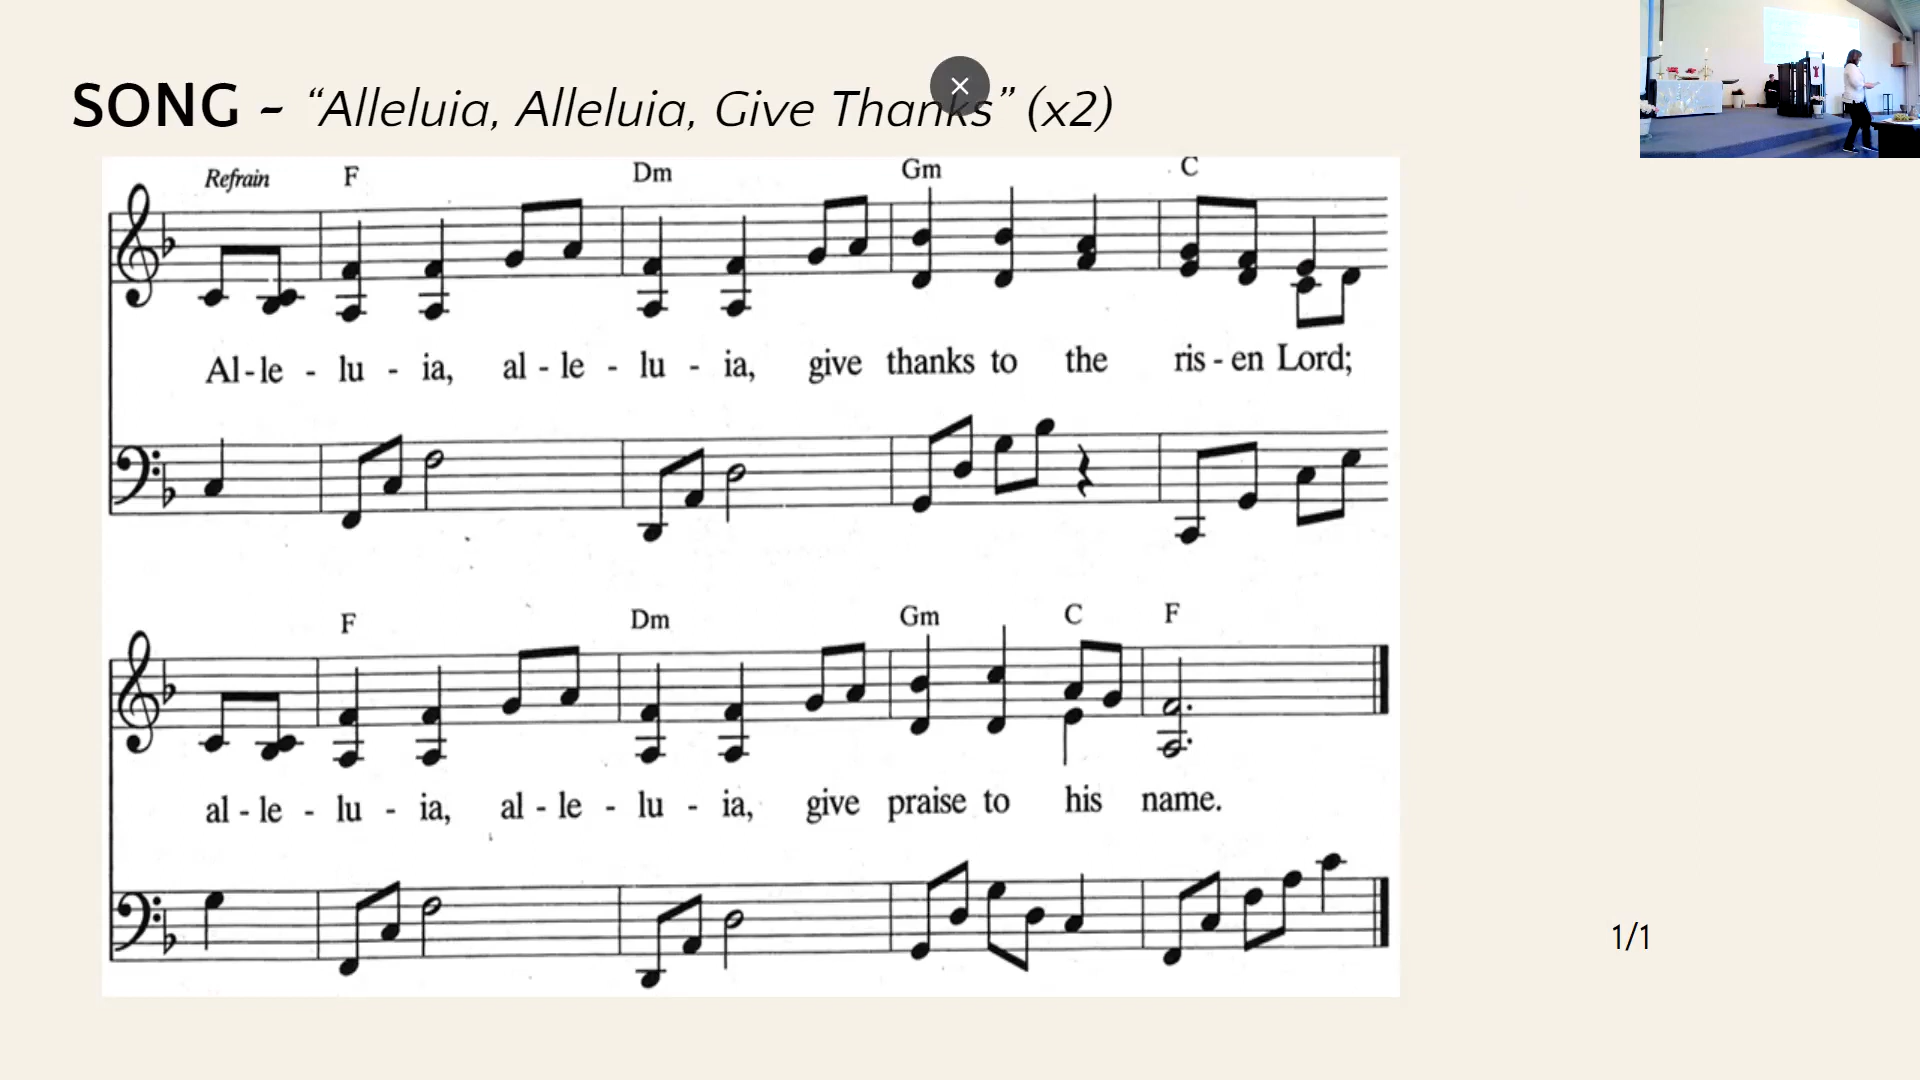 SONG ~ “Alleluia, Alleluia, Give Thanks” (x2)
Refrain F Dm Gm C
Al - le - lu - ia, al - le - lu - ia, give thanks to the ris - en Lord;
F Dm Gm C F
al - le - lu - ia, al - le - lu - ia, give praise to his name.
1/1